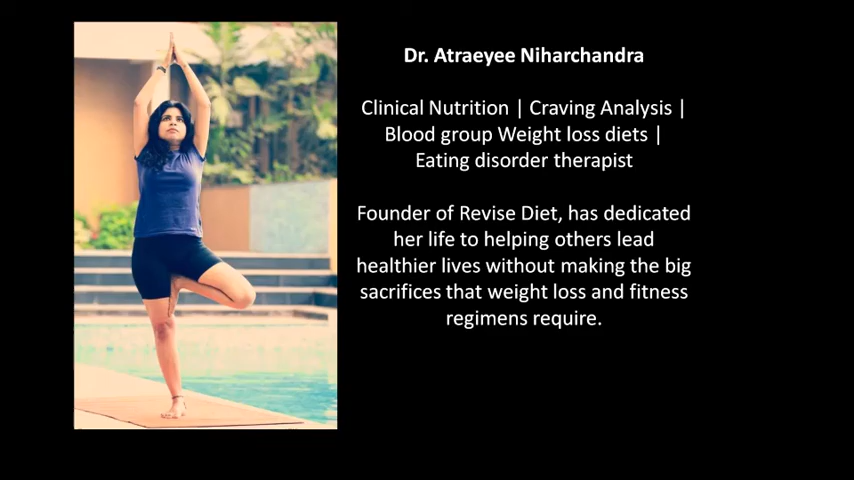 Dr. Atraeyee Niharchandra
Clinical Nutrition | Craving Analysis |
Blood group Weight loss diets |
Eating disorder therapist
Founder of Revise Diet, has dedicated
her life to helping others lead
healthier lives without making the big
sacrifices that weight loss and fitness
regimens require.